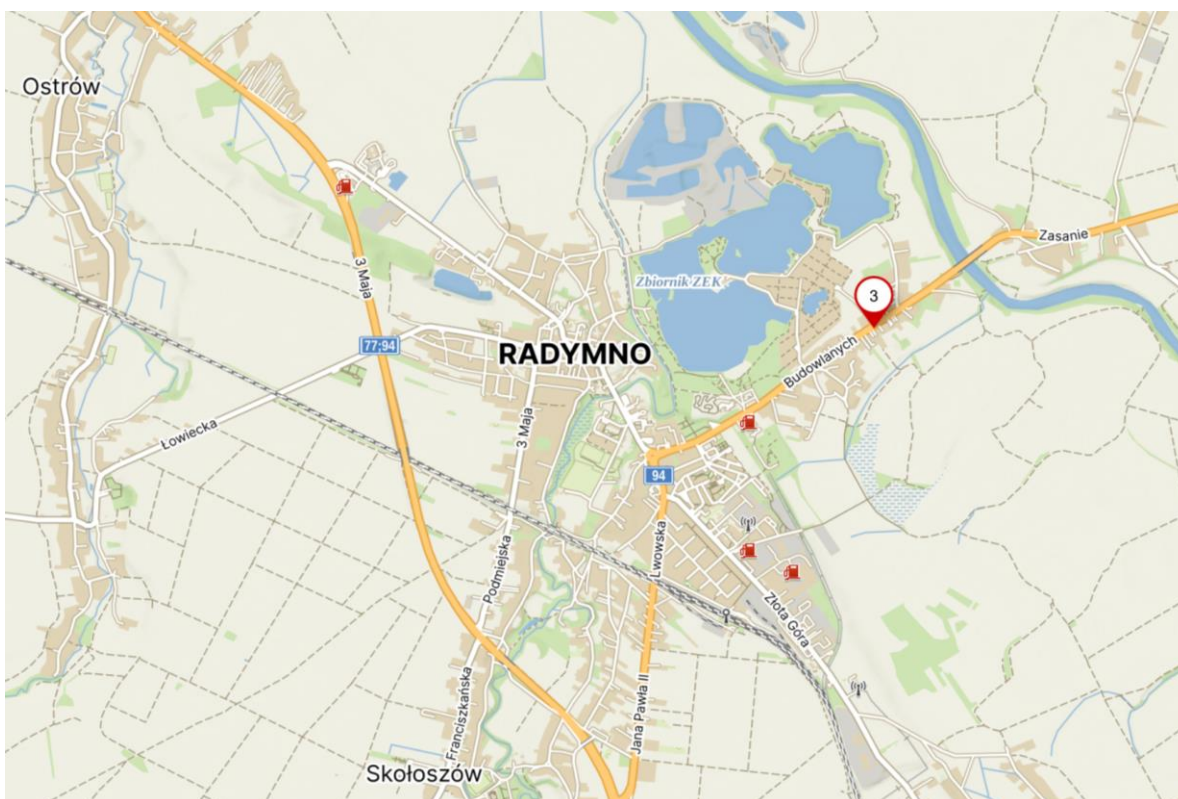 Ostrów
Zasanie
3 Maja
Zbiornik ZEK
3
77;94
RADYMNO
Budowlanych
3 Maja
Łowiecka
94
Lwowska
Podmiejska
Złota Góra
Franciszkańska
Jana Pawła II
Skołoszów